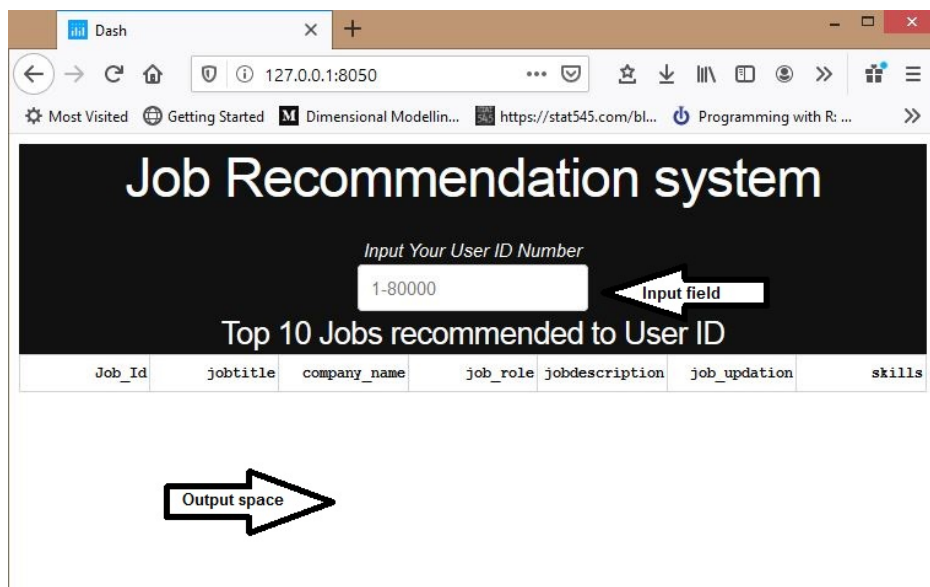 Dash
127.0.0.1:8050
Most Visited Getting Started M Dimensional Modellin... https://stat545.com/bl... Programming with R: ...
Job Recommendation system
Input Your User ID Number
1-80000
Input field
Top 10 Jobs recommended to User ID
Job_Id jobtitle company_name job_role jobdescription job_updation skills
Output space